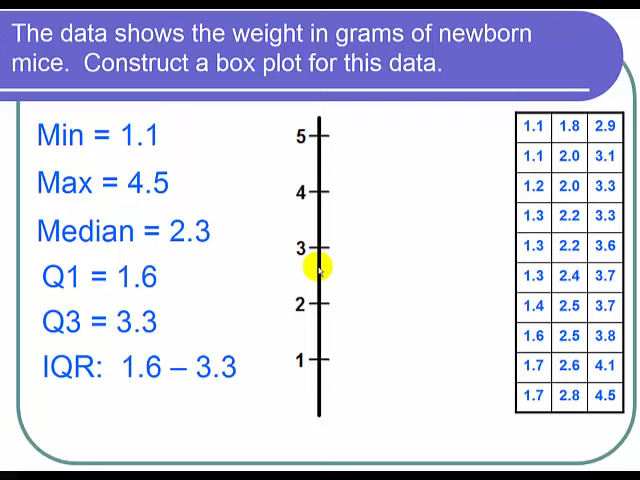 The data shows the weight in grams of newborn
mice.  Construct a box plot for this data.
Min = 1.1
Max = 4.5
Median = 2.3
Q1 = 1.6
Q3 = 3.3
IQR:  1.6 – 3.3
5
4
3
2
1
1.1 1.8 2.9
1.1 2.0 3.1
1.2 2.0 3.3
1.3 2.2 3.3
1.3 2.2 3.6
1.3 2.4 3.7
1.4 2.5 3.7
1.6 2.5 3.8
1.7 2.6 4.1
1.7 2.8 4.5